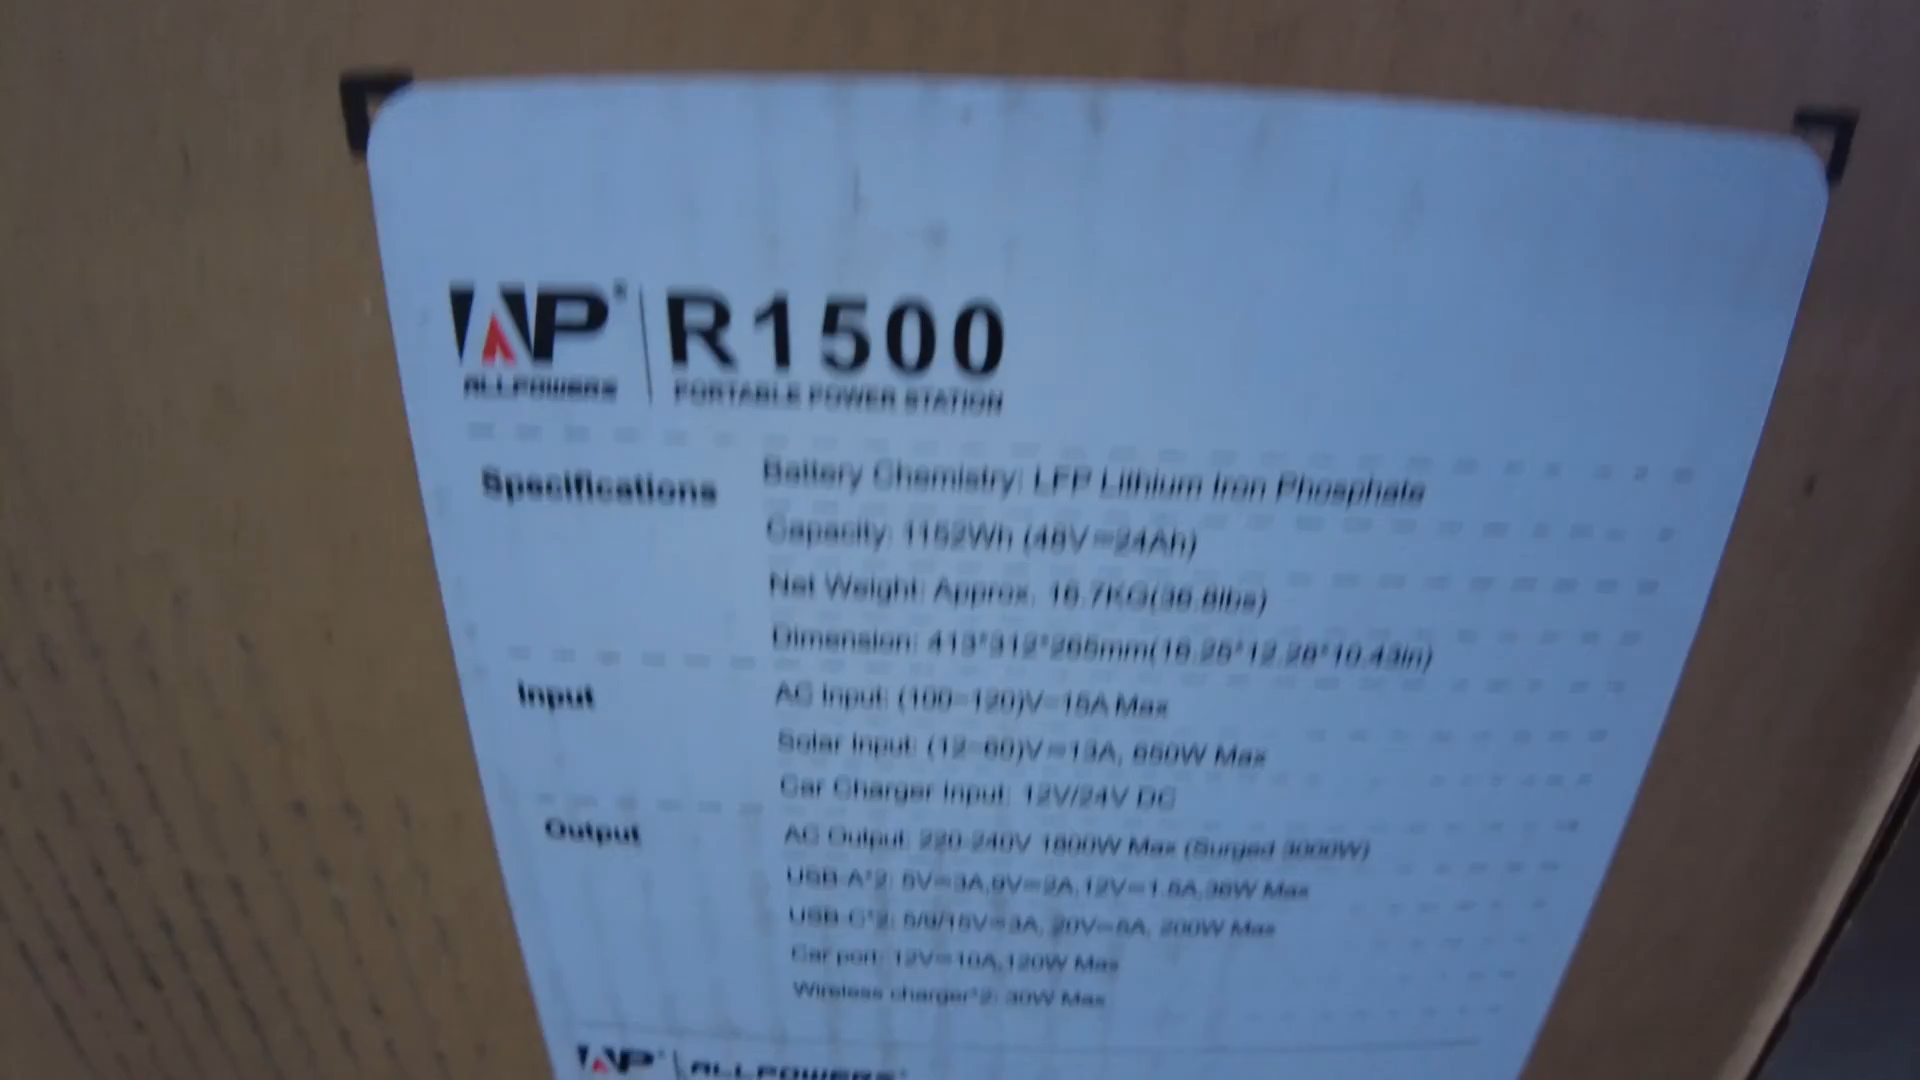 AP® R1500
ALLPOWERS PORTABLE POWER STATION
Specifications Battery Chemistry: LFP Lithium Iron Phosphate
Capacity: 1152Wh (48V⎓24Ah)
Net Weight: Approx. 16.7KG(36.8lbs)
Dimension: 413*312*265mm(16.25*12.28*10.43in)
Input AC Input: (100-120)V~15A Max
Solar Input: (12-60)V⎓13A, 650W Max
Car Charger Input: 12V/24V DC
Output AC Output: 220-240V 1800W Max (Surged 3000W)
USB-A*2: 5V⎓3A,9V⎓2A,12V⎓1.5A,36W Max
USB-C*2: 5/9/15V⎓3A, 20V⎓5A, 200W Max
Car port: 12V⎓10A,120W Max
Wireless charger*2: 30W Max
AP® ALLPOWERS®